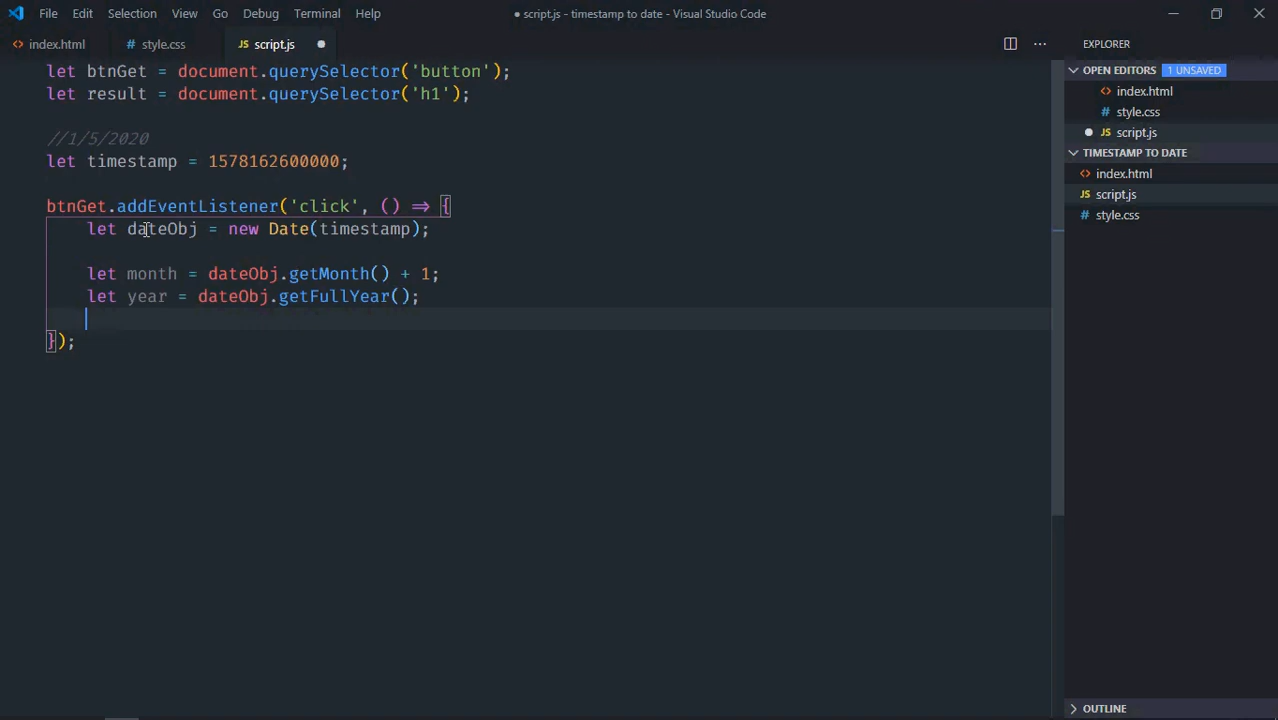 File Edit Selection View Go Debug Terminal Help ● script.js - timestamp to date - Visual Studio Code
<> index.html # style.css JS script.js ● ··· EXPLORER
OPEN EDITORS 1 UNSAVED
<> index.html
# style.css
● JS script.js
TIMESTAMP TO DATE
<> index.html
JS script.js
# style.css
OUTLINE
let btnGet = document.querySelector('button');
let result = document.querySelector('h1');
//1/5/2020
let timestamp = 1578162600000;
btnGet.addEventListener('click', () => {
let dateObj = new Date(timestamp);
let month = dateObj.getMonth() + 1;
let year = dateObj.getFullYear();
});